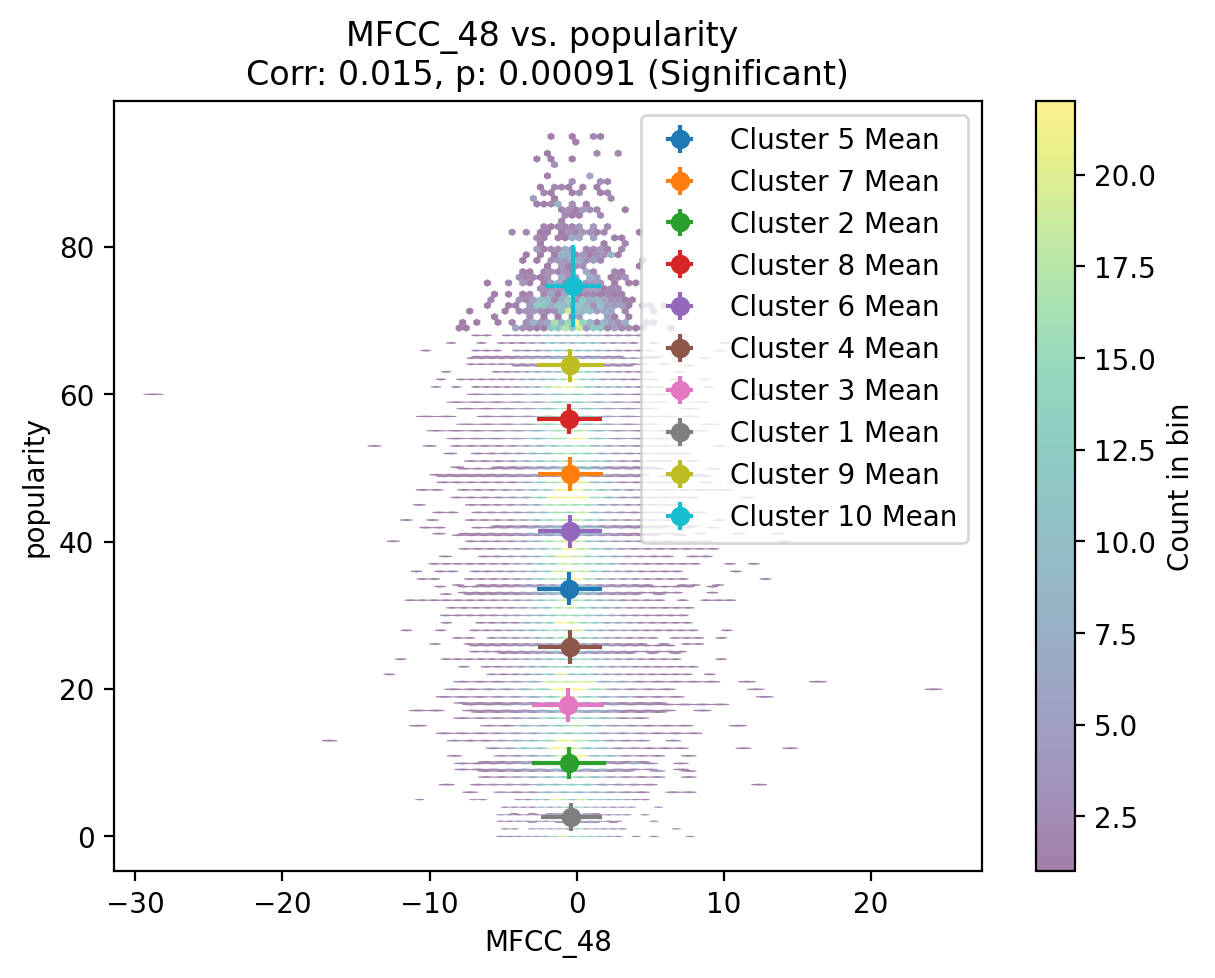 MFCC_48 vs. popularity
Corr: 0.015, p: 0.00091 (Significant)
Cluster 5 Mean
Cluster 7 Mean
Cluster 2 Mean
Cluster 8 Mean
Cluster 6 Mean
Cluster 4 Mean
Cluster 3 Mean
Cluster 1 Mean
Cluster 9 Mean
Cluster 10 Mean
popularity
80
60
40
20
0
−30
−20
−10
0
10
20
MFCC_48
20.0
17.5
15.0
12.5
10.0
7.5
5.0
2.5
Count in bin